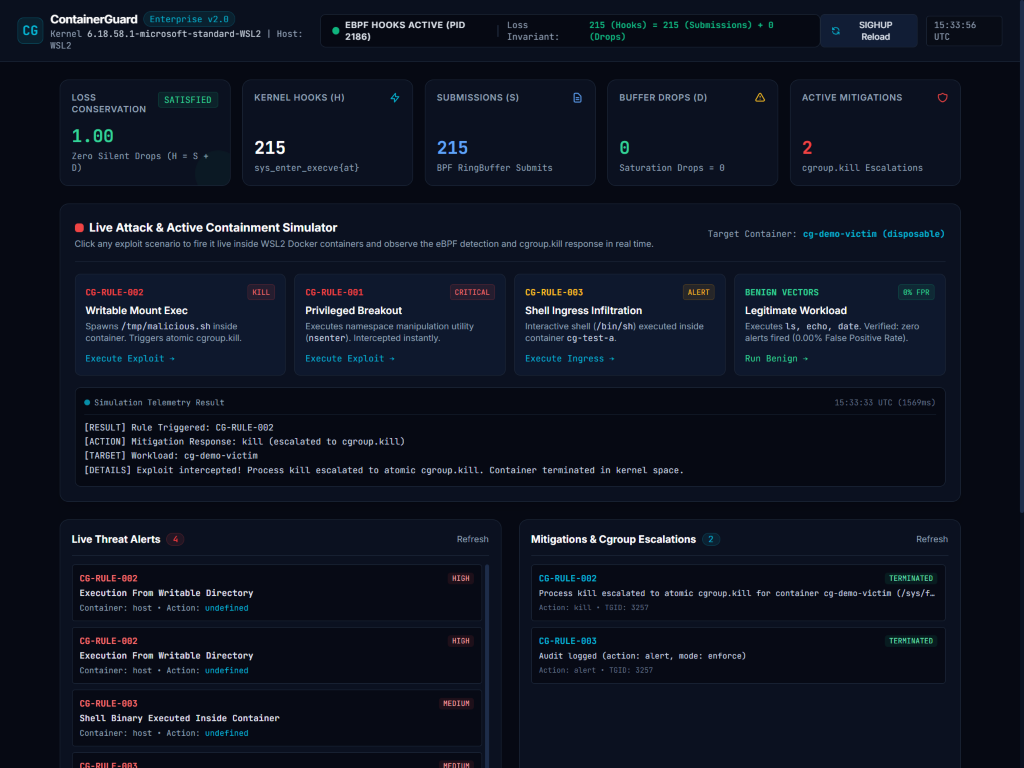 CG
ContainerGuard
Enterprise v2.0
Kernel 6.18.58.1-microsoft-standard-WSL2 | Host:
WSL2
EBPF HOOKS ACTIVE (PID
2186)
Loss
Invariant:
215 (Hooks) = 215 (Submissions) + 0
(Drops)
SIGHUP
Reload
15:33:56
UTC
LOSS
CONSERVATION
SATISFIED
1.00
Zero Silent Drops (H = S +
D)
KERNEL HOOKS (H)
215
sys_enter_execve{at}
SUBMISSIONS (S)
215
BPF RingBuffer Submits
BUFFER DROPS (D)
0
Saturation Drops = 0
ACTIVE MITIGATIONS
2
cgroup.kill Escalations
Live Attack & Active Containment Simulator
Click any exploit scenario to fire it live inside WSL2 Docker containers and observe the eBPF detection and cgroup.kill response in real time.
Target Container: cg-demo-victim (disposable)
CG-RULE-002
KILL
Writable Mount Exec
Spawns /tmp/malicious.sh inside
container. Triggers atomic cgroup.kill.
Execute Exploit →
CG-RULE-001
CRITICAL
Privileged Breakout
Executes namespace manipulation utility
(nsenter). Intercepted instantly.
Execute Exploit →
CG-RULE-003
ALERT
Shell Ingress Infiltration
Interactive shell (/bin/sh) executed inside
container cg-test-a.
Execute Ingress →
BENIGN VECTORS
0% FPR
Legitimate Workload
Executes ls, echo, date. Verified: zero
alerts fired (0.00% False Positive Rate).
Run Benign →
Simulation Telemetry Result
15:33:33 UTC (1569ms)
[RESULT] Rule Triggered: CG-RULE-002
[ACTION] Mitigation Response: kill (escalated to cgroup.kill)
[TARGET] Workload: cg-demo-victim
[DETAILS] Exploit intercepted! Process kill escalated to atomic cgroup.kill. Container terminated in kernel space.
Live Threat Alerts
4
Refresh
CG-RULE-002
HIGH
Execution From Writable Directory
Container: host • Action: undefined
CG-RULE-002
HIGH
Execution From Writable Directory
Container: host • Action: undefined
CG-RULE-003
MEDIUM
Shell Binary Executed Inside Container
Container: host • Action: undefined
CG-RULE-003
MEDIUM
Mitigations & Cgroup Escalations
2
Refresh
CG-RULE-002
TERMINATED
Process kill escalated to atomic cgroup.kill for container cg-demo-victim (/sys/f…
Action: kill • TGID: 3257
CG-RULE-003
TERMINATED
Audit logged (action: alert, mode: enforce)
Action: alert • TGID: 3257